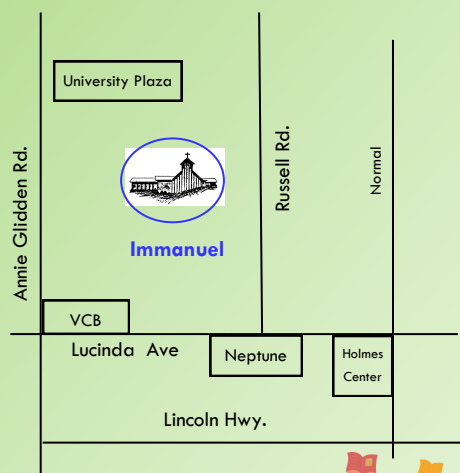 University Plaza
Annie Glidden Rd.
Russell Rd.
Normal
Immanuel
VCB
Lucinda Ave
Neptune
Holmes
Center
Lincoln Hwy.